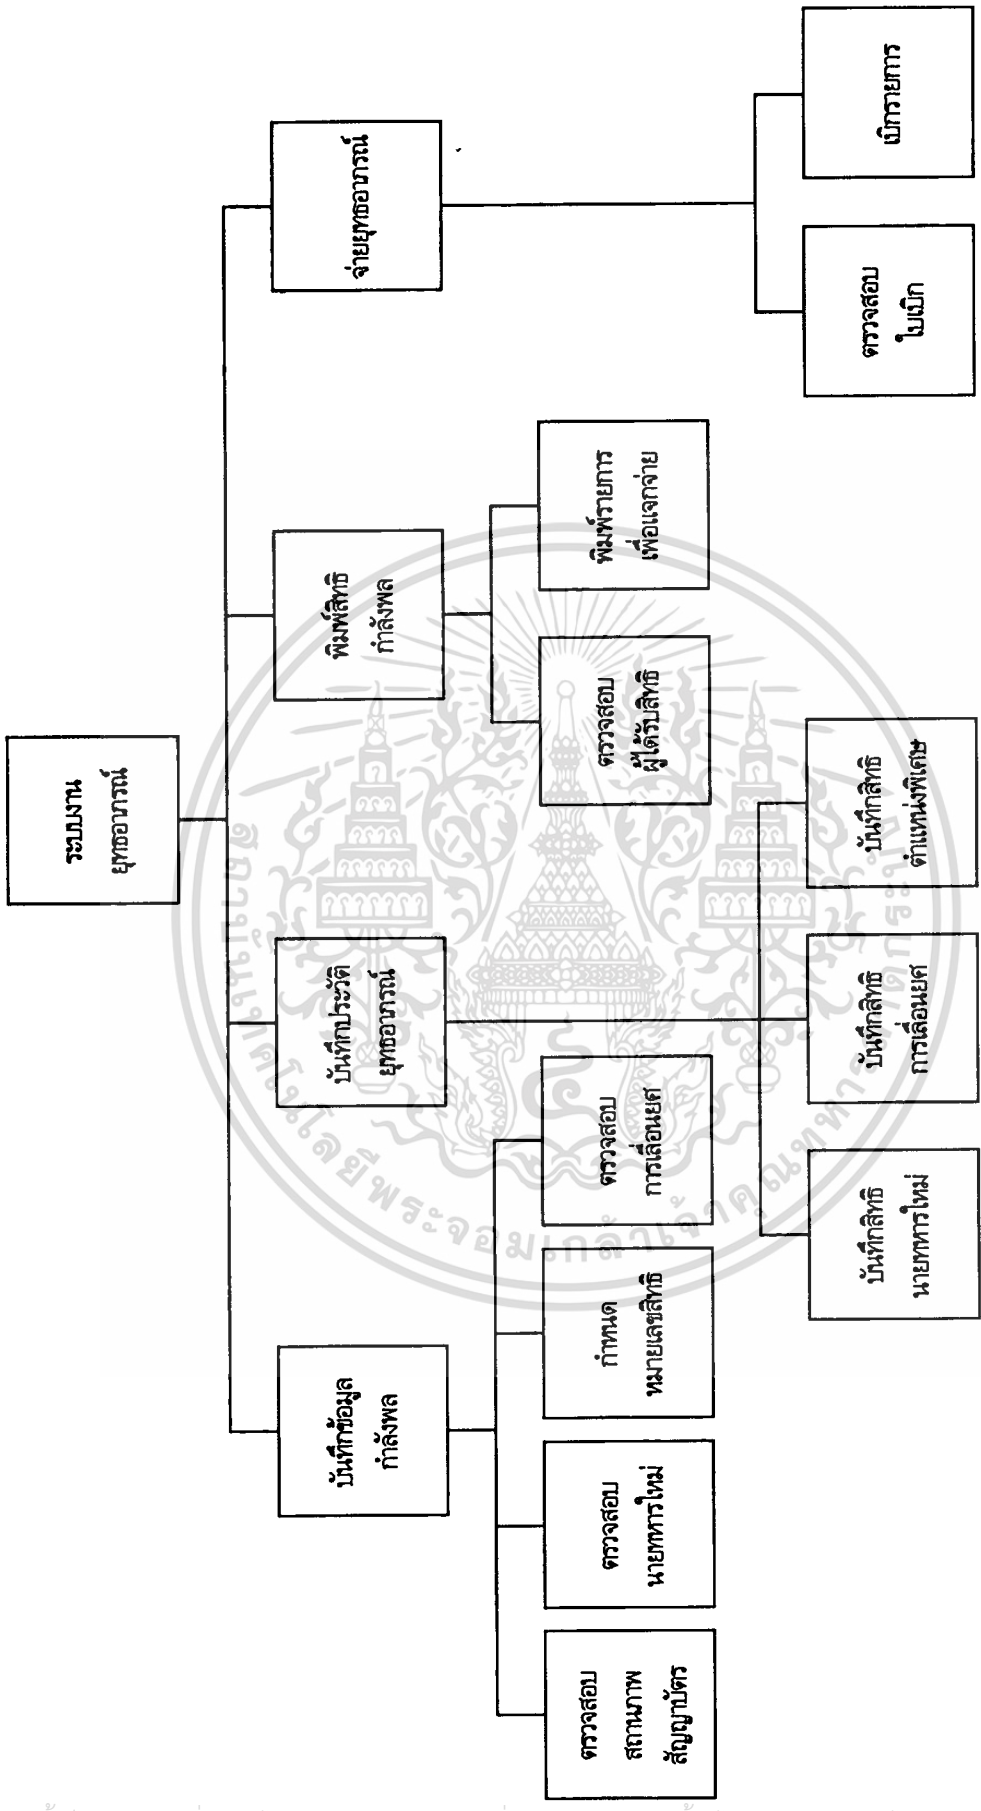 ระบบงาน
ยุทธอาภรณ์
บันทึกข้อมูล
กำลังพล
บันทึกประวัติ
ยุทธอาภรณ์
พิมพ์สิทธิ
กำลังพล
จ่ายยุทธอาภรณ์
ตรวจสอบ
สถานภาพ
สัญญาบัตร
ตรวจสอบ
นายทหารใหม่
กำหนด
หมายเลขสิทธิ
ตรวจสอบ
การเลื่อนยศ
ตรวจสอบ
ผู้ได้รับสิทธิ
พิมพ์รายการ
เพื่อแจกจ่าย
บันทึกสิทธิ
นายทหารใหม่
บันทึกสิทธิ
การเลื่อนยศ
บันทึกสิทธิ
ตำแหน่งพิเศษ
ตรวจสอบ
ใบเบิก
เบิกรายการ